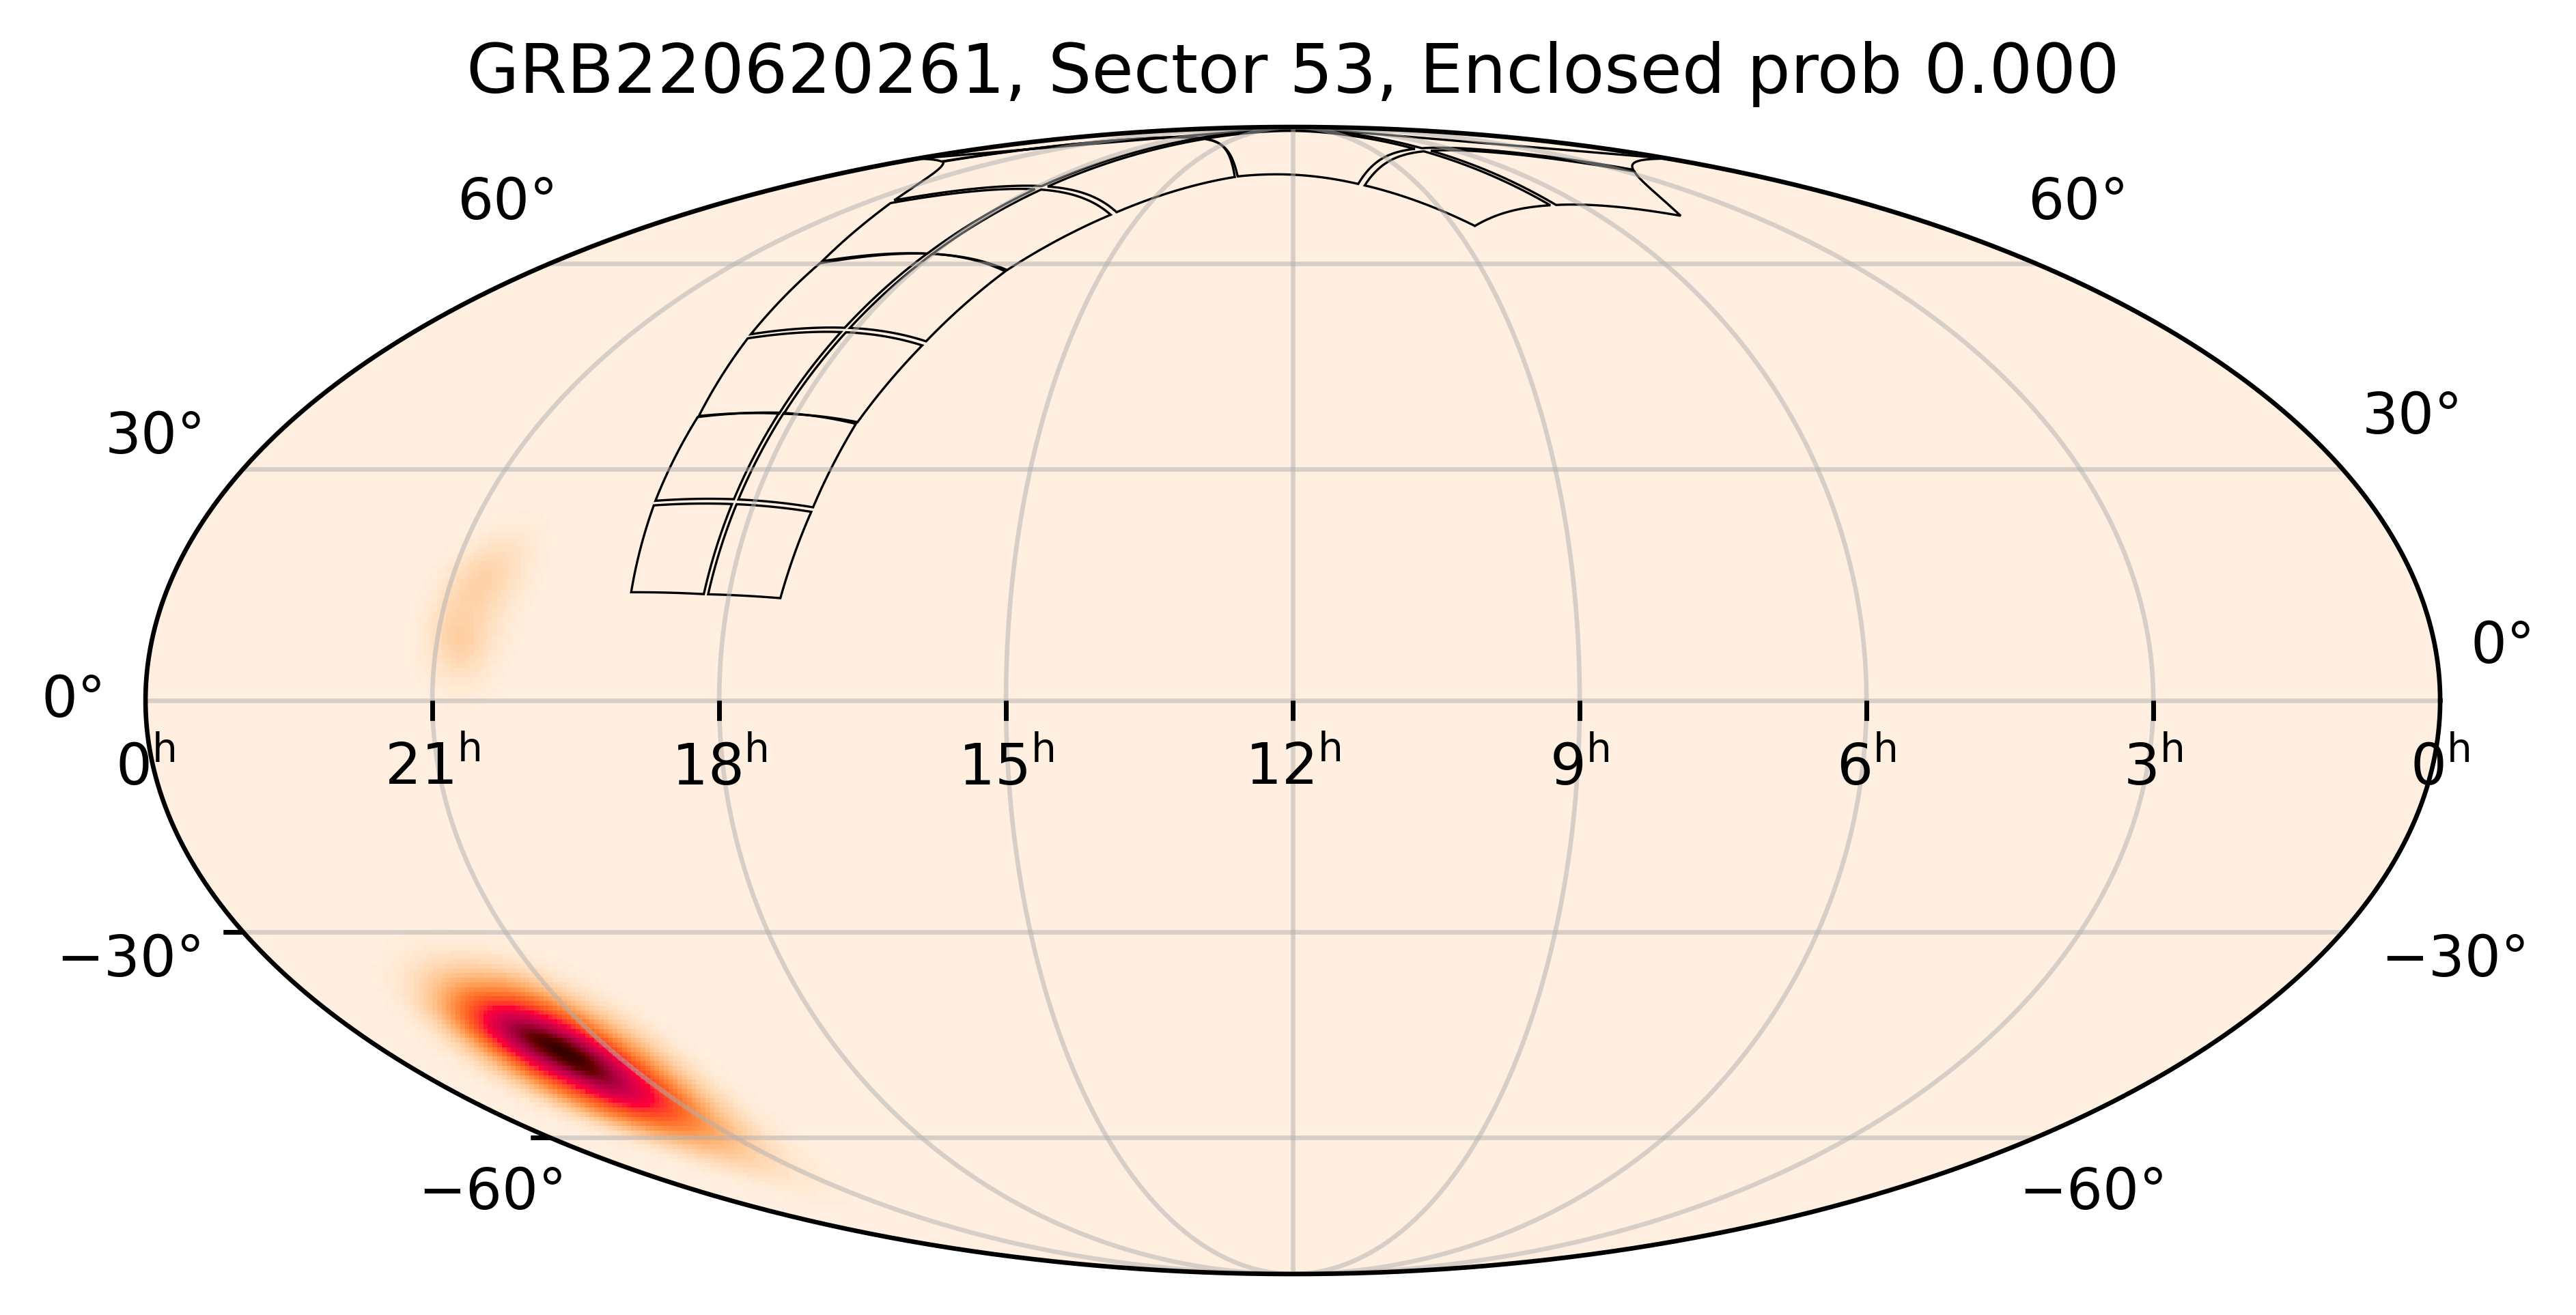 GRB220620261, Sector 53, Enclosed prob 0.000
60° 60°
30° 30°
0° 0°
0ʰ 21ʰ 18ʰ 15ʰ 12ʰ 9ʰ 6ʰ 3ʰ 0ʰ
−30° −30°
−60° −60°